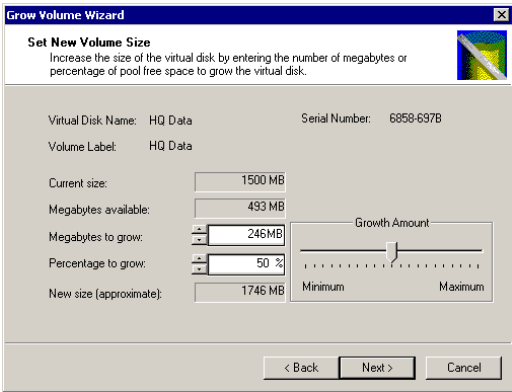 Grow Volume Wizard
Set New Volume Size
Increase the size of the virtual disk by entering the number of megabytes or
percentage of pool free space to grow the virtual disk.
Virtual Disk Name: HQ Data Serial Number: 6858-697B
Volume Label: HQ Data
Current size: 1500 MB
Megabytes available: 493 MB
Growth Amount
Megabytes to grow: 246MB
Percentage to grow: 50 %
Minimum Maximum
New size (approximate): 1746 MB
< Back Next > Cancel